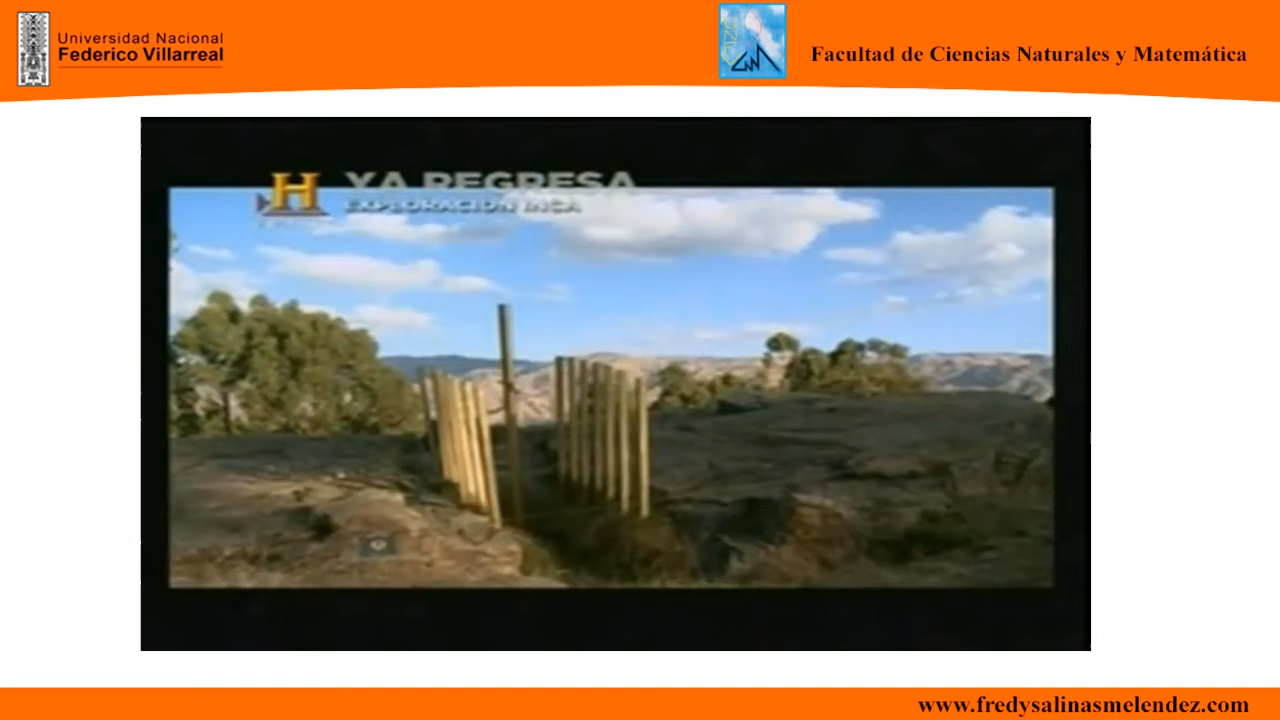 Universidad Nacional
Federico Villarreal
Facultad de Ciencias Naturales y Matemática
H
YA REGRESA
EXPLORACIÓN INCA
www.fredysalinasmelendez.com